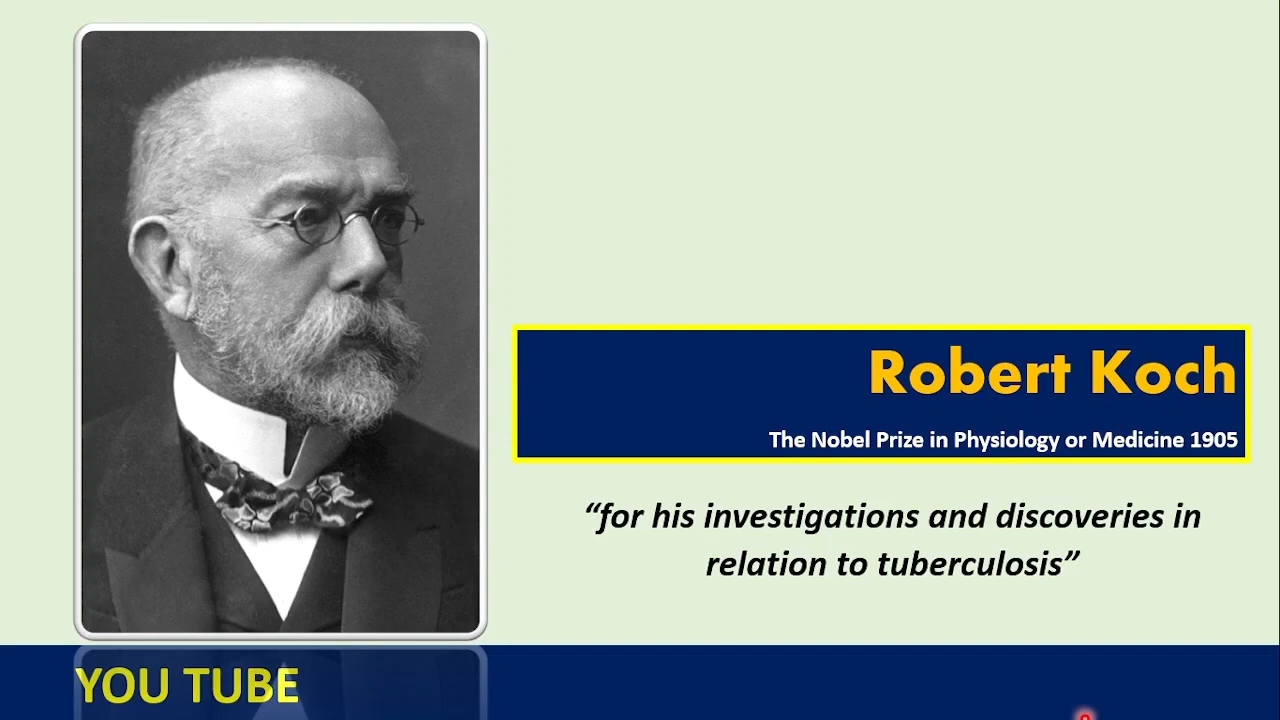 Robert Koch
The Nobel Prize in Physiology or Medicine 1905
“for his investigations and discoveries in
relation to tuberculosis”
YOU TUBE